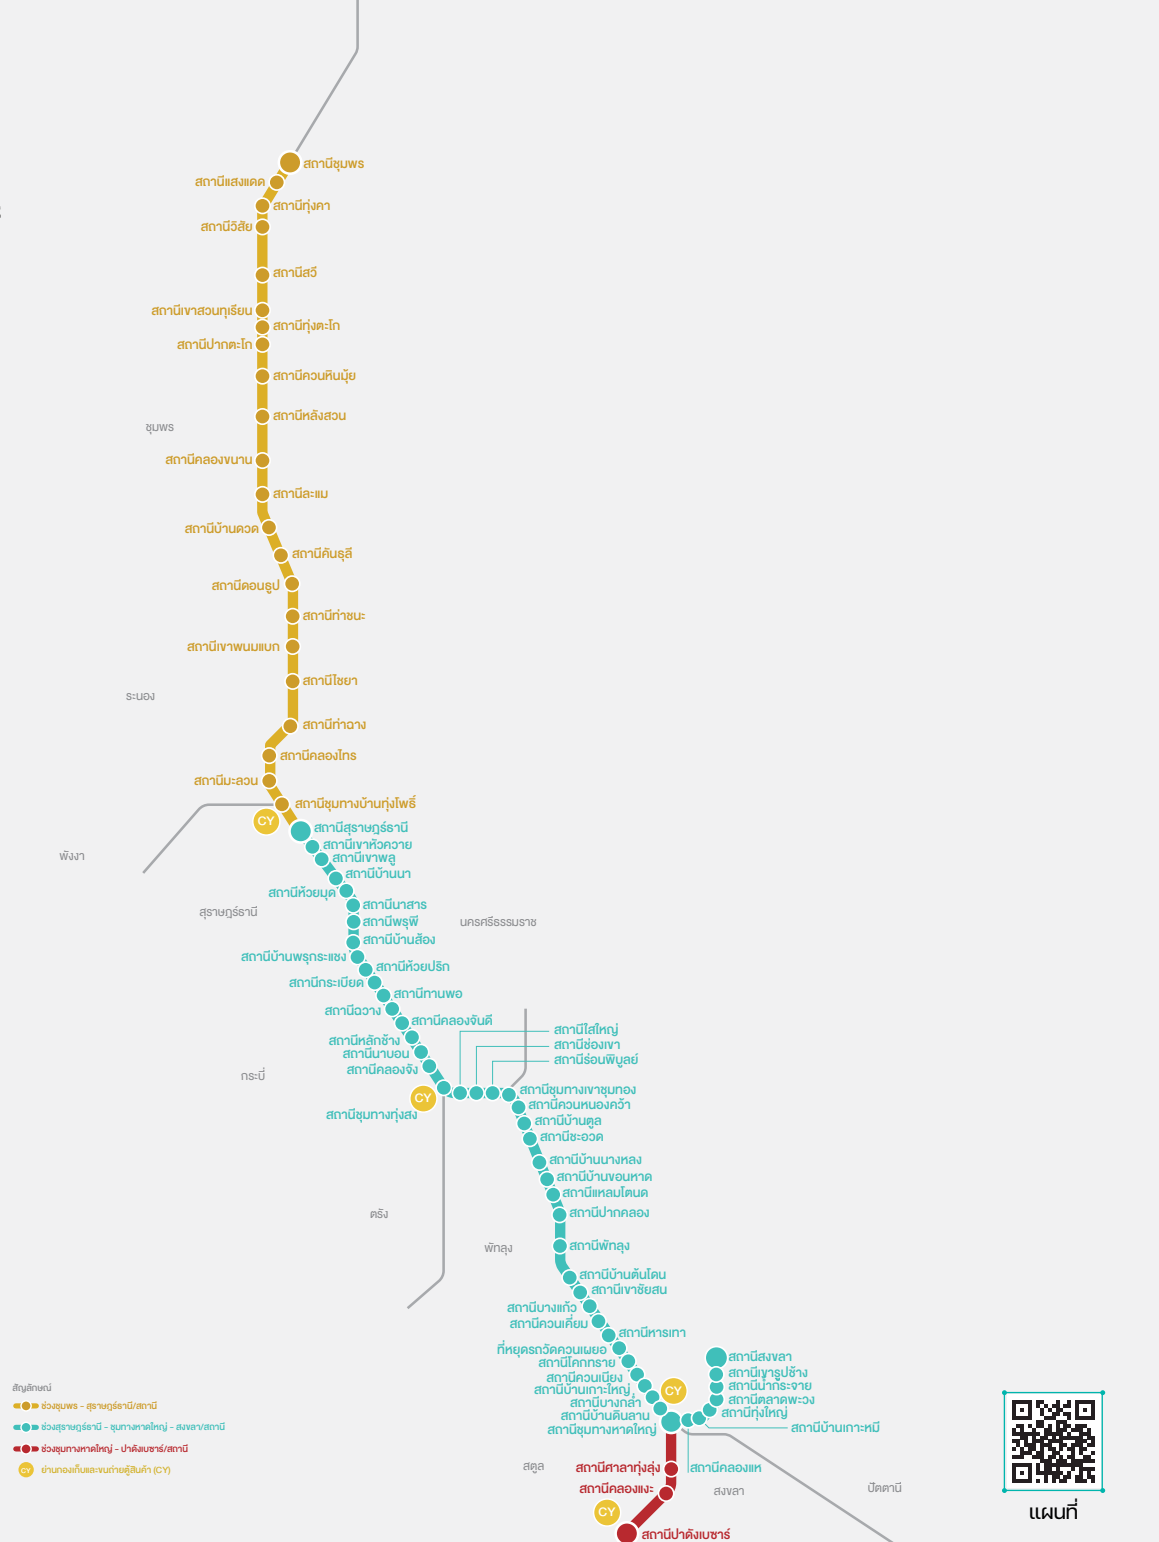 สถานีชุมพร
สถานีแสงแดด
สถานีทุ่งคา
สถานีวิสัย
สถานีสวี
สถานีเขาสวนทุเรียน
สถานีทุ่งตะโก
สถานีปากตะโก
สถานีควนหินมุ้ย
สถานีหลังสวน
ชุมพร
สถานีคลองขนาน
สถานีละแม
สถานีบ้านดวด
สถานีคันธุลี
สถานีดอนธูป
สถานีท่าชนะ
สถานีเขาพนมแบก
สถานีไชยา
ระนอง
สถานีท่าฉาง
สถานีคลองไทร
สถานีมะลวน
สถานีชุมทางบ้านทุ่งโพธิ์
CY
สถานีสุราษฎร์ธานี
สถานีเขาหัวควาย
สถานีเขาพลู
พังงา
สถานีบ้านนา
สถานีห้วยมุด
สถานีนาสาร
สุราษฎร์ธานี
สถานีพรุพี
นครศรีธรรมราช
สถานีบ้านส้อง
สถานีบ้านพรุกระแชง
สถานีห้วยปริก
สถานีกระเบียด
สถานีทานพอ
สถานีฉวาง
สถานีคลองจันดี
สถานีใสใหญ่
สถานีหลักช้าง
สถานีช่องเขา
สถานีนาบอน
สถานีร่อนพิบูลย์
สถานีคลองจัง
กระบี่
สถานีชุมทางเขาชุมทอง
CY
สถานีควนหนองคว้า
สถานีชุมทางทุ่งสง
สถานีบ้านตูล
สถานีชะอวด
สถานีบ้านนางหลง
สถานีบ้านขอนหาด
สถานีแหลมโตนด
ตรัง
สถานีปากคลอง
พัทลุง
สถานีพัทลุง
สถานีบ้านต้นโดน
สถานีเขาชัยสน
สถานีบางแก้ว
สถานีควนเคี่ยม
สถานีหารเทา
ที่หยุดรถวัดควนเผยอ
สถานีสงขลา
สถานีโคกทราย
สถานีเขารูปช้าง
สถานีควนเนียง
สถานีน้ำกระจาย
สถานีบ้านเกาะใหญ่
CY
สถานีตลาดพะวง
สถานีบางกล่ำ
สถานีทุ่งใหญ่
สถานีบ้านดินลาน
สถานีบ้านเกาะหมี
สถานีชุมทางหาดใหญ่
สตูล
สถานีศาลาทุ่งลุ่ง
สถานีคลองแห
สถานีคลองแงะ
สงขลา
ปัตตานี
CY
สถานีปาดังเบซาร์
สัญลักษณ์
ช่วงชุมพร - สุราษฎร์ธานี/สถานี
ช่วงสุราษฎร์ธานี - ชุมทางหาดใหญ่ - สงขลา/สถานี
ช่วงชุมทางหาดใหญ่ - ปาดังเบซาร์/สถานี
CY ย่านกองเก็บและขนถ่ายตู้สินค้า (CY)
แผนที่